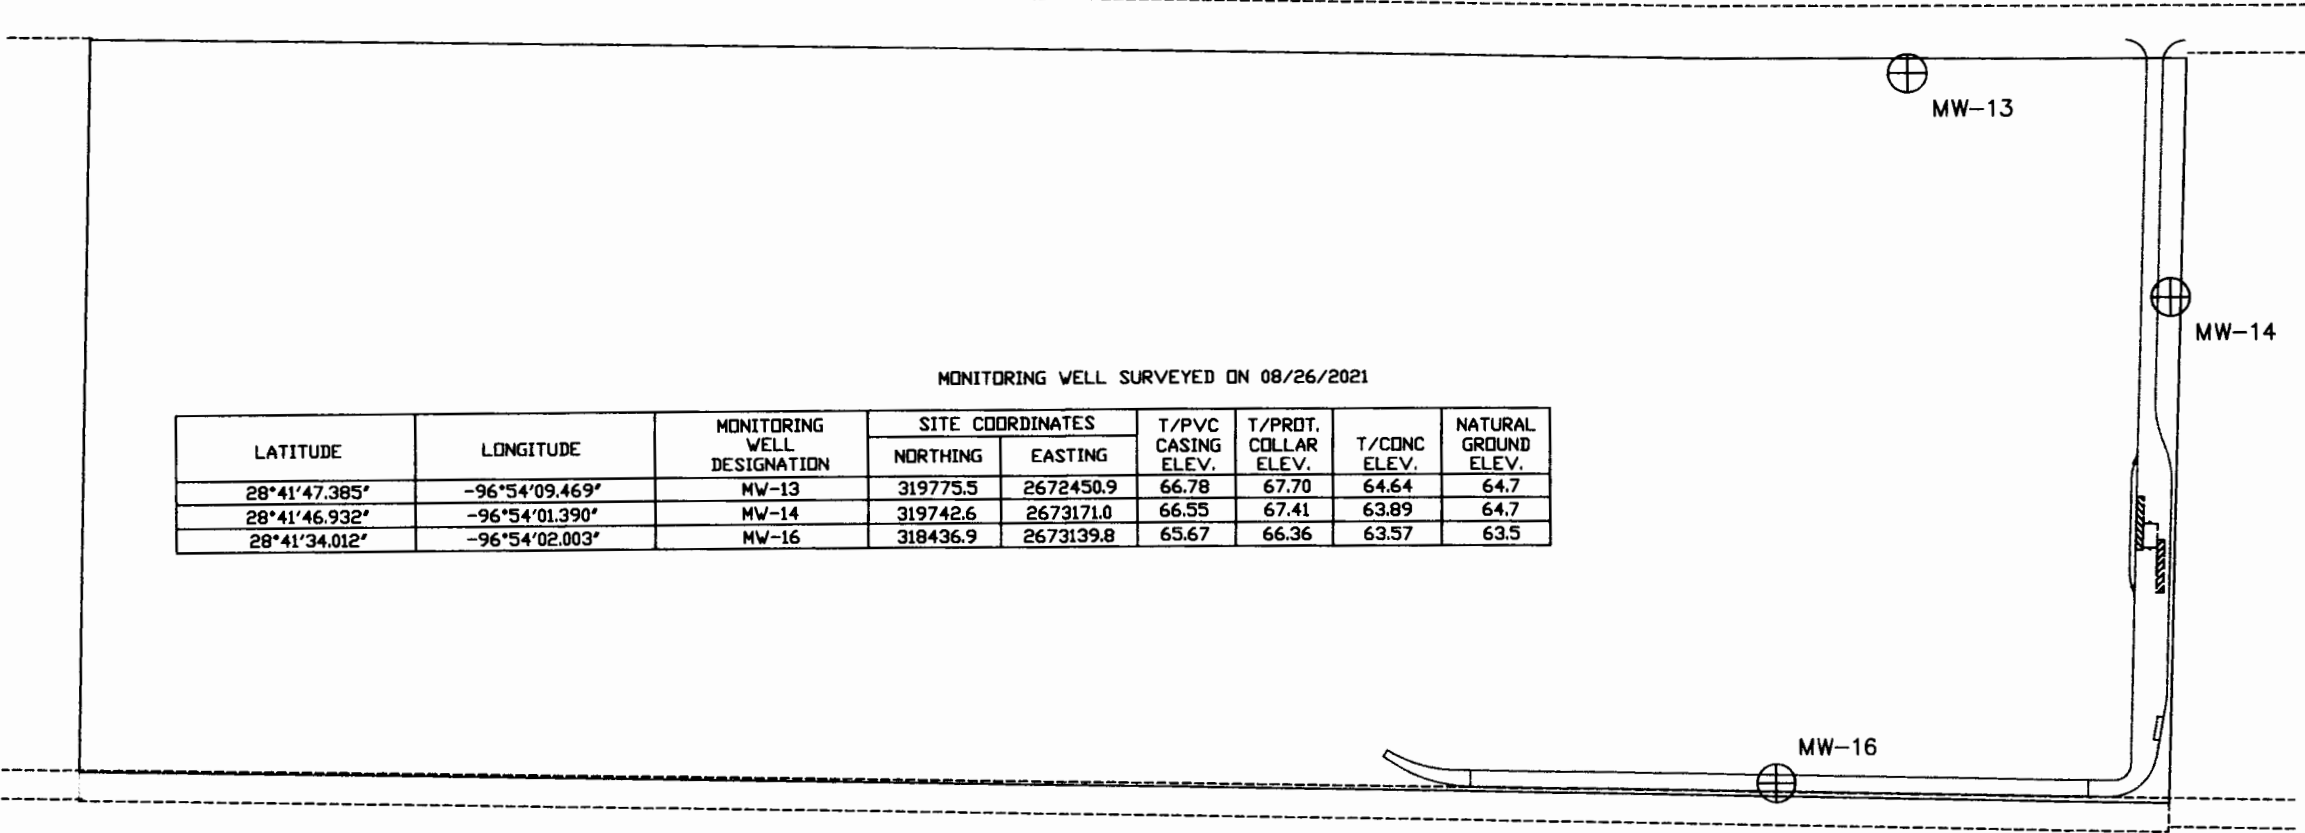 MW-13
MW-14
MONITORING WELL SURVEYED ON 08/26/2021
LATITUDE LONGITUDE MONITORING WELL DESIGNATION SITE COORDINATES NORTHING EASTING T/PVC CASING ELEV. T/PROT. COLLAR ELEV. T/CONC ELEV. NATURAL GROUND ELEV.
28°41'47.385" -96°54'09.469" MW-13 319775.5 2672450.9 66.78 67.70 64.64 64.7
28°41'46.932" -96°54'01.390" MW-14 319742.6 2673171.0 66.55 67.41 63.89 64.7
28°41'34.012" -96°54'02.003" MW-16 318436.9 2673139.8 65.67 66.36 63.57 63.5
MW-16